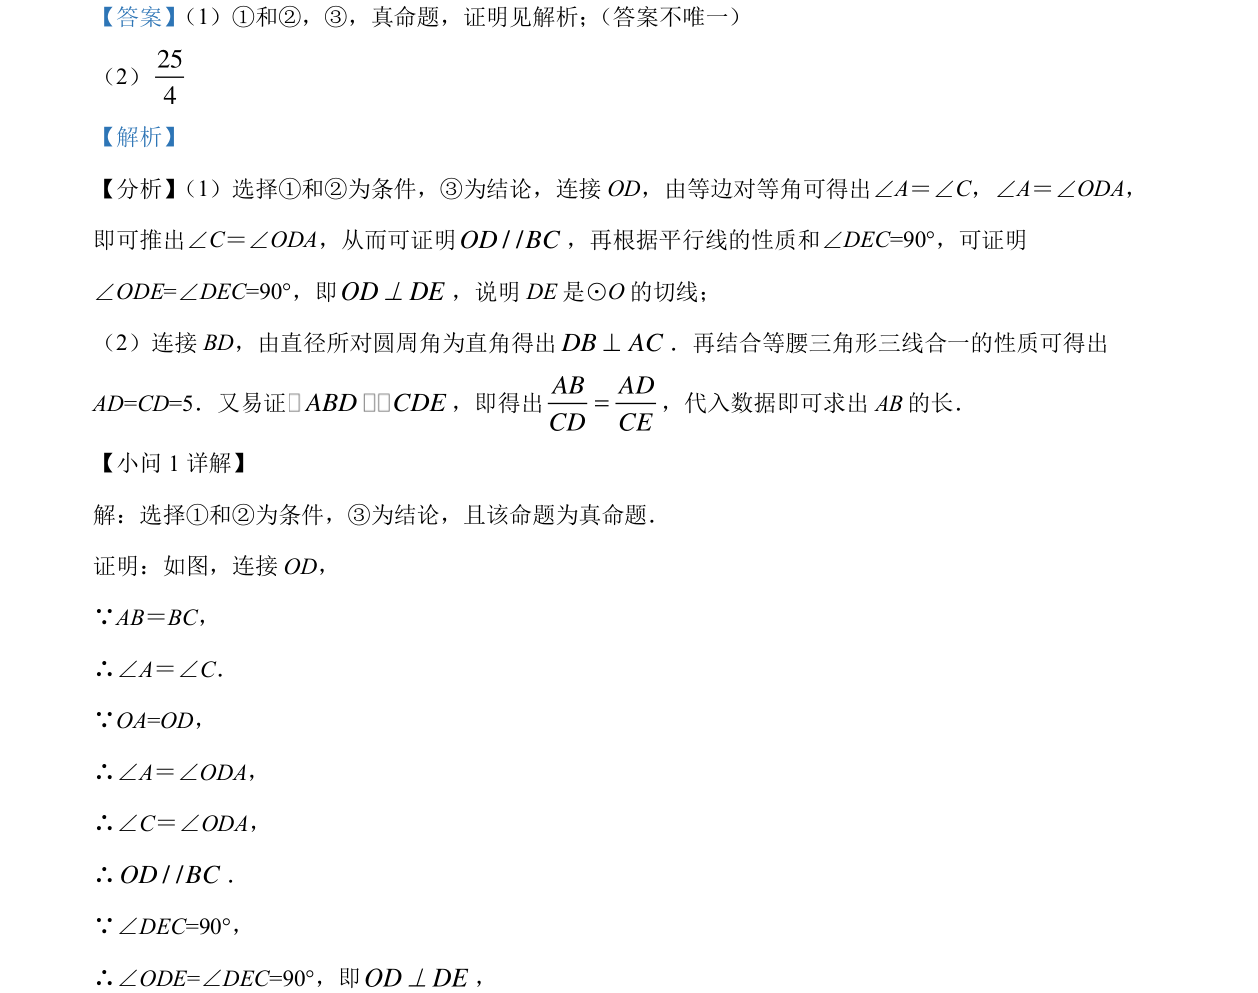 【答案】（1）①和②，③，真命题，证明见解析；（答案不唯一）
（2）25/4
【解析】
【分析】（1）选择①和②为条件，③为结论，连接 OD，由等边对等角可得出∠A＝∠C，∠A＝∠ODA，
即可推出∠C＝∠ODA，从而可证明 OD//BC，再根据平行线的性质和∠DEC=90°，可证明
∠ODE=∠DEC=90°，即 OD⊥DE，说明 DE 是⊙O 的切线；
（2）连接 BD，由直径所对圆周角为直角得出 DB⊥AC．再结合等腰三角形三线合一的性质可得出
AD=CD=5．又易证□ABD□□CDE，即得出 AB/CD=AD/CE，代入数据即可求出 AB 的长．
【小问 1 详解】
解：选择①和②为条件，③为结论，且该命题为真命题．
证明：如图，连接 OD，
∵AB＝BC，
∴∠A＝∠C．
∵OA=OD，
∴∠A＝∠ODA，
∴∠C＝∠ODA，
∴OD//BC．
∵∠DEC=90°，
∴∠ODE=∠DEC=90°，即 OD⊥DE，